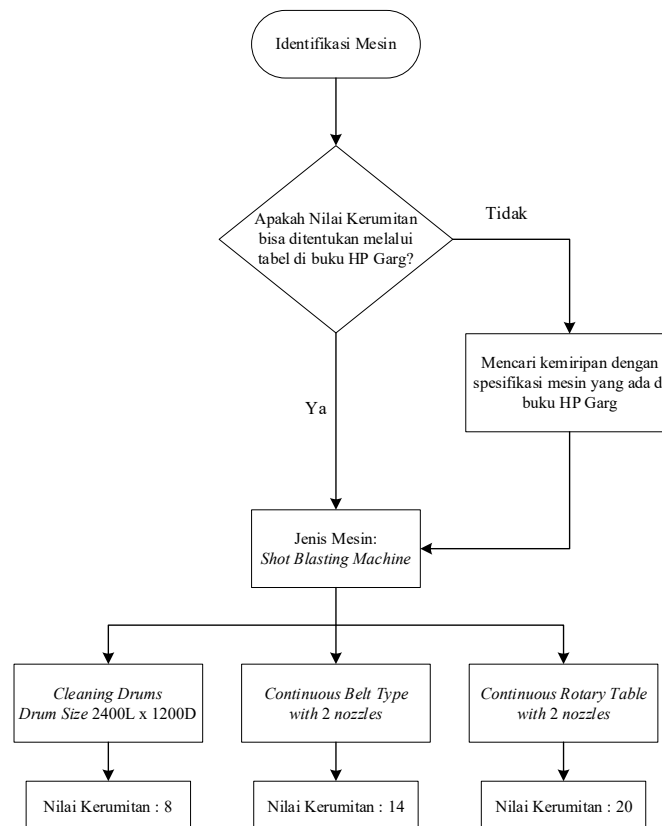 Identifikasi Mesin
Apakah Nilai Kerumitan
bisa ditentukan melalui
tabel di buku HP Garg?
Tidak
Mencari kemiripan dengan
spesifikasi mesin yang ada d
buku HP Garg
Ya
Jenis Mesin:
Shot Blasting Machine
Cleaning Drums
Drum Size 2400L x 1200D
Continuous Belt Type
with 2 nozzles
Continuous Rotary Table
with 2 nozzles
Nilai Kerumitan : 8
Nilai Kerumitan : 14
Nilai Kerumitan : 20